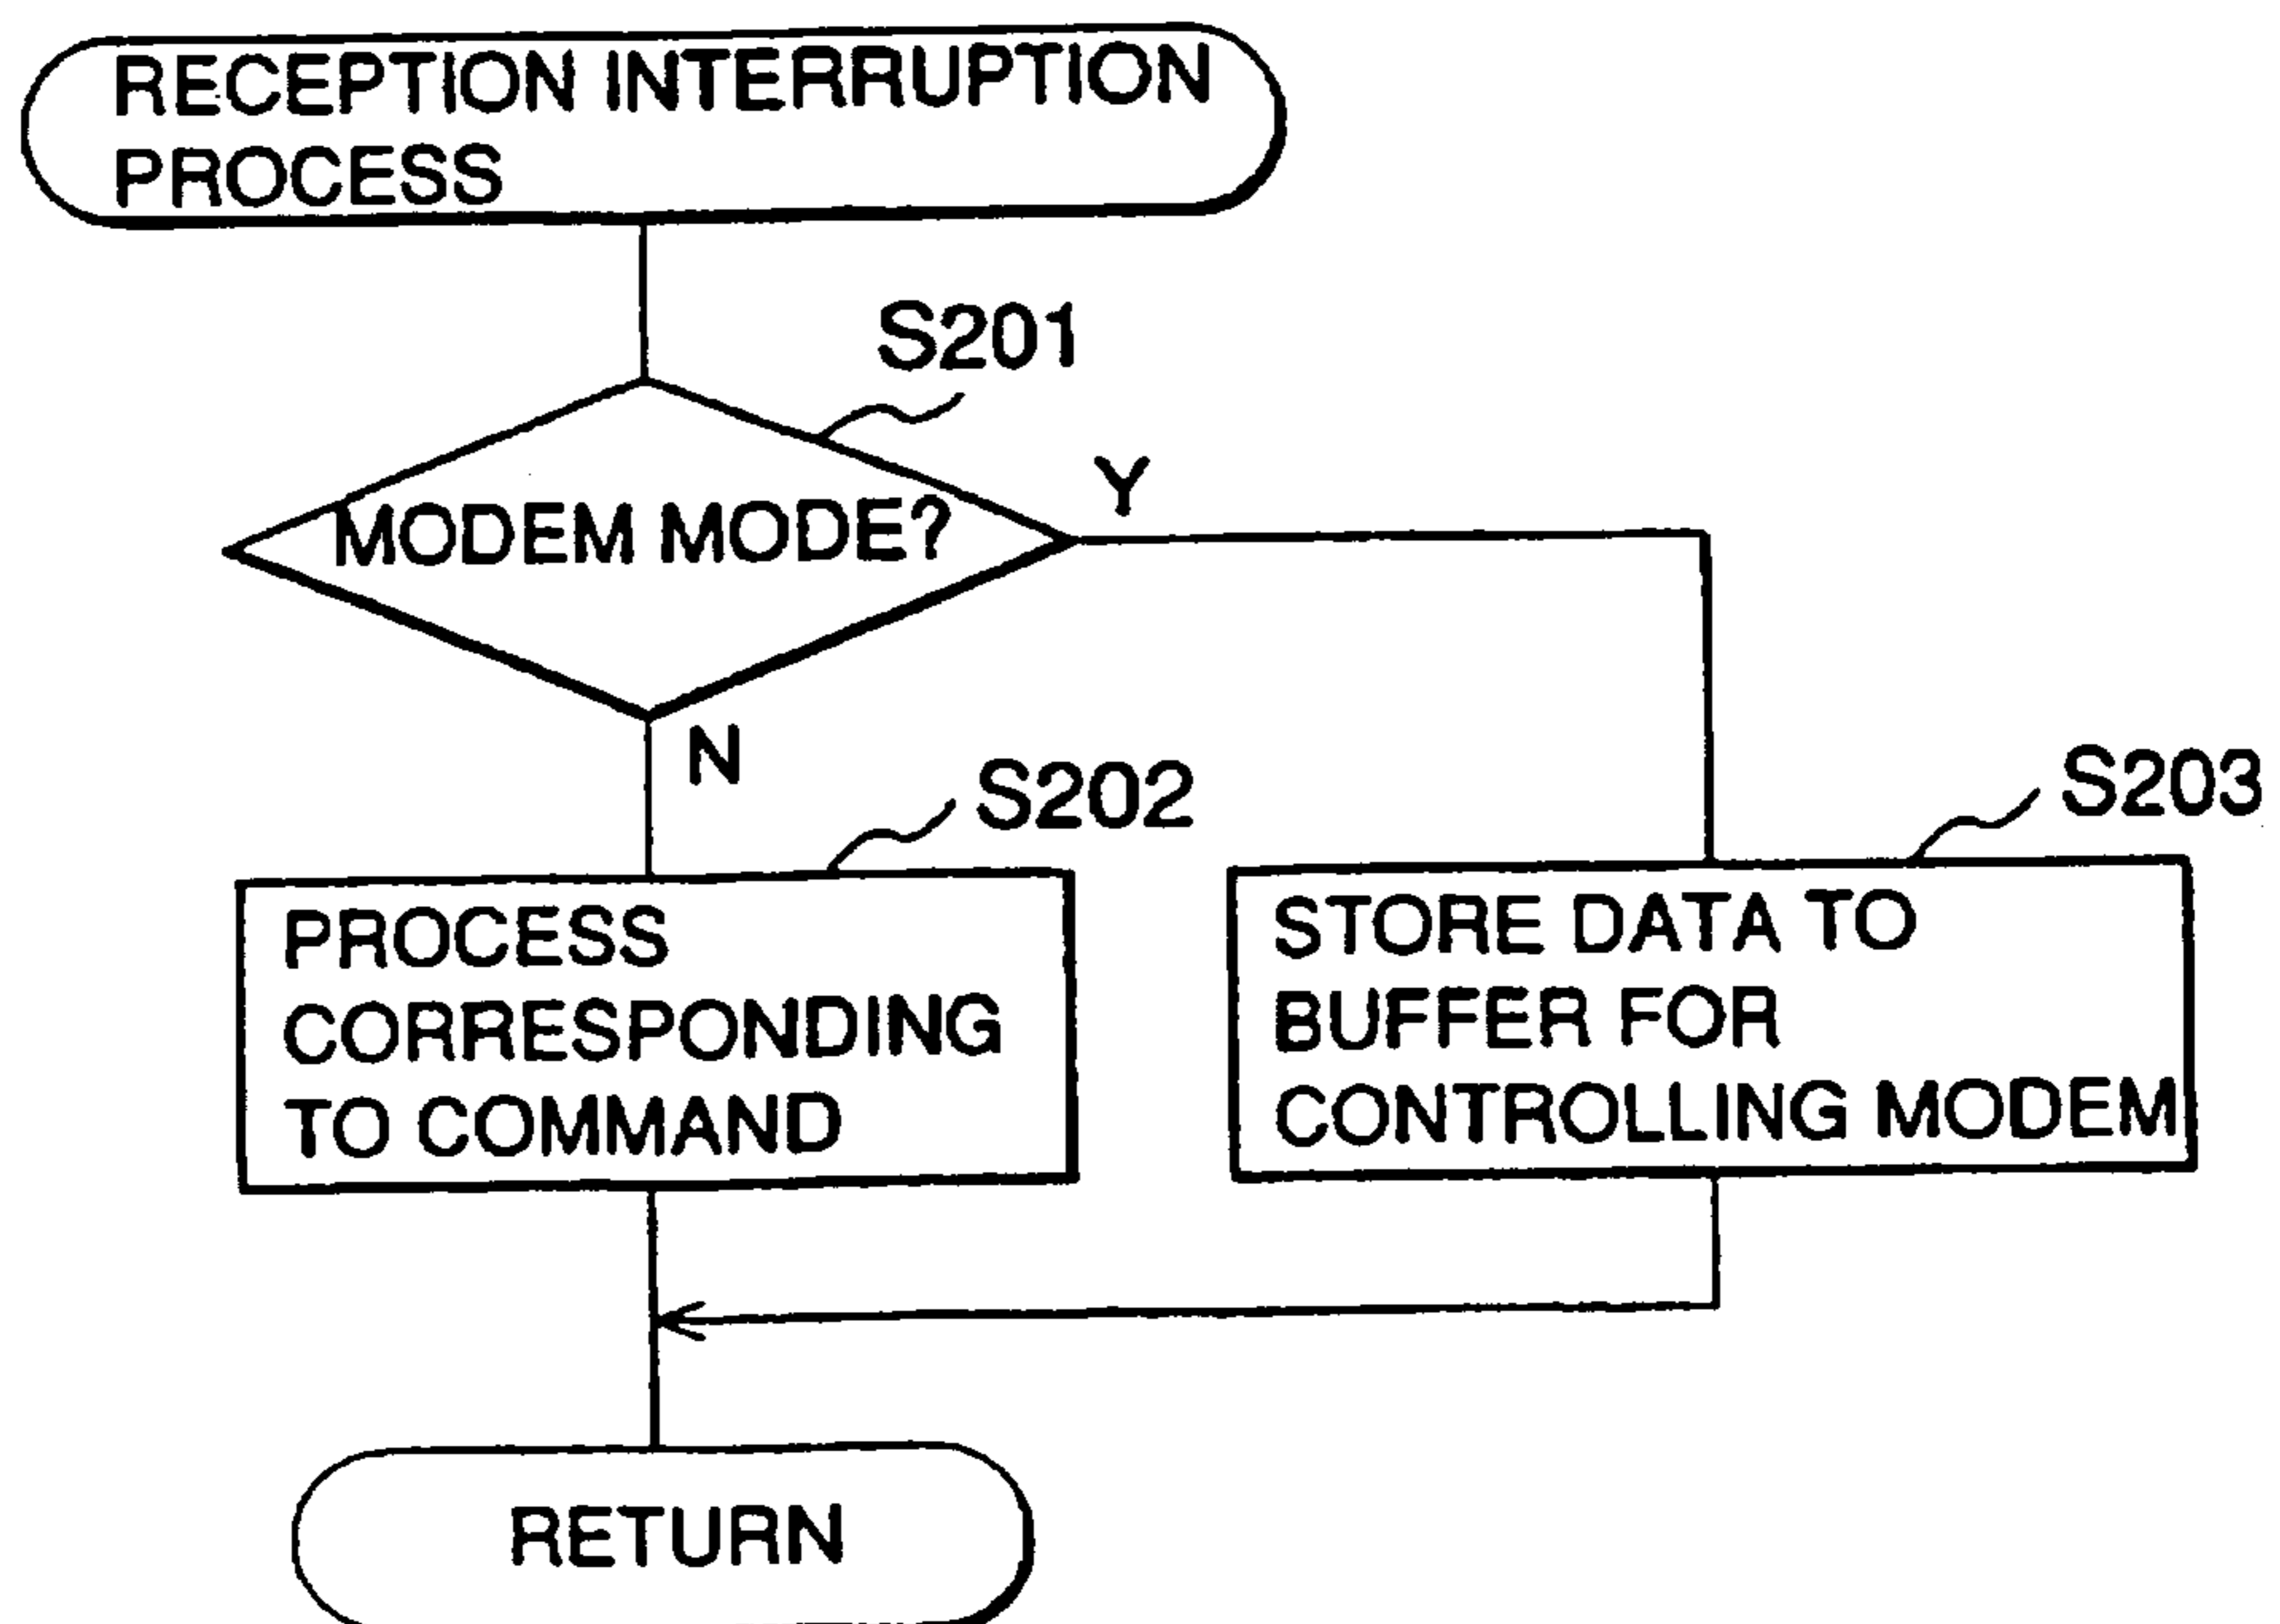 RECEPTION INTERRUPTION
PROCESS
S201
MODEM MODE?
Y
N
S202
S203
PROCESS
CORRESPONDING
TO COMMAND
STORE DATA TO
BUFFER FOR
CONTROLLING MODEM
RETURN